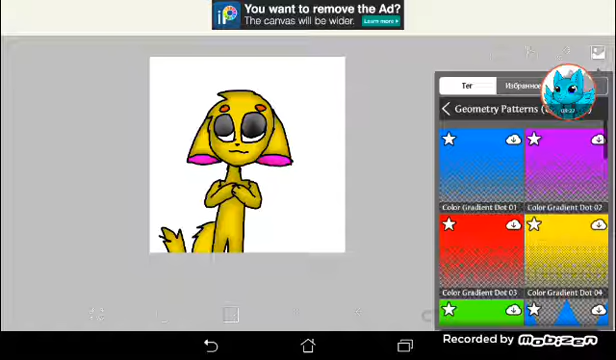 iP
You want to remove the Ad?
The canvas will be wider.
Learn more
Тег
Избранное
Geometry Patterns
Color Gradient Dot 01
Color Gradient Dot 02
Color Gradient Dot 03
Color Gradient Dot 04
Recorded by MOBIZEN